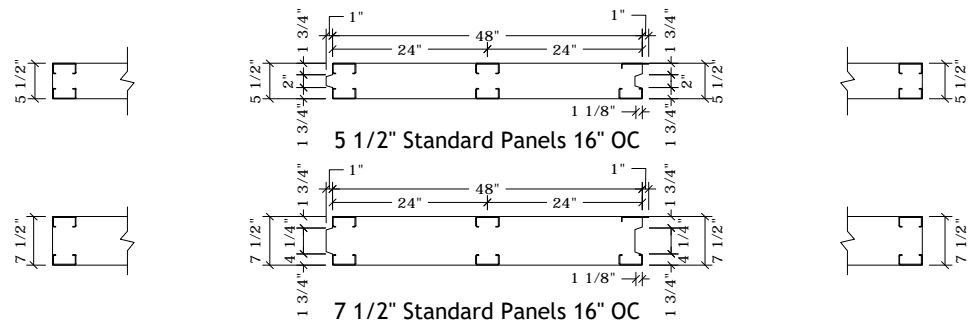 1" 1"
48"
24" 24"
1 3/4" 1 3/4"
5 1/2" 5 1/2" 2" 2" 5 1/2" 5 1/2"
1 3/4" 1 1/8" 1 3/4"
5 1/2" Standard Panels 16" OC
1" 1"
48"
24" 24"
1 3/4" 1 3/4"
7 1/2" 7 1/2" 4 1/4" 4 1/4" 7 1/2" 7 1/2"
1 3/4" 1 1/8" 1 3/4"
7 1/2" Standard Panels 16" OC